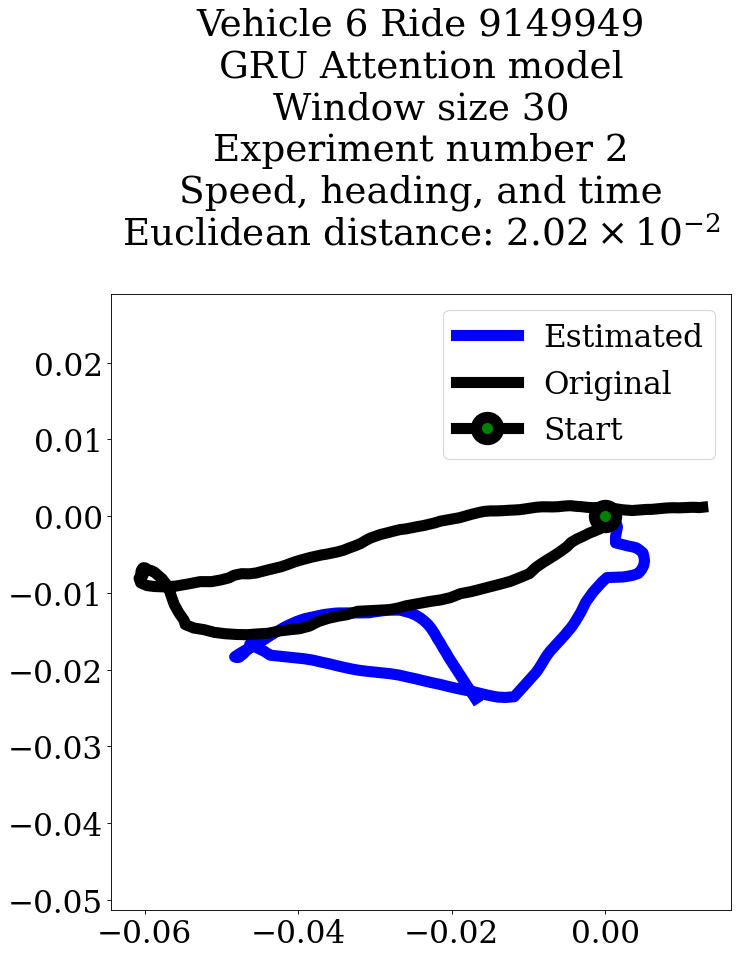 Vehicle 6 Ride 9149949
GRU Attention model
Window size 30
Experiment number 2
Speed, heading, and time
Euclidean distance: 2.02 × 10⁻²
Estimated
Original
Start
0.02
0.01
0.00
−0.01
−0.02
−0.03
−0.04
−0.05
−0.06
−0.04
−0.02
0.00